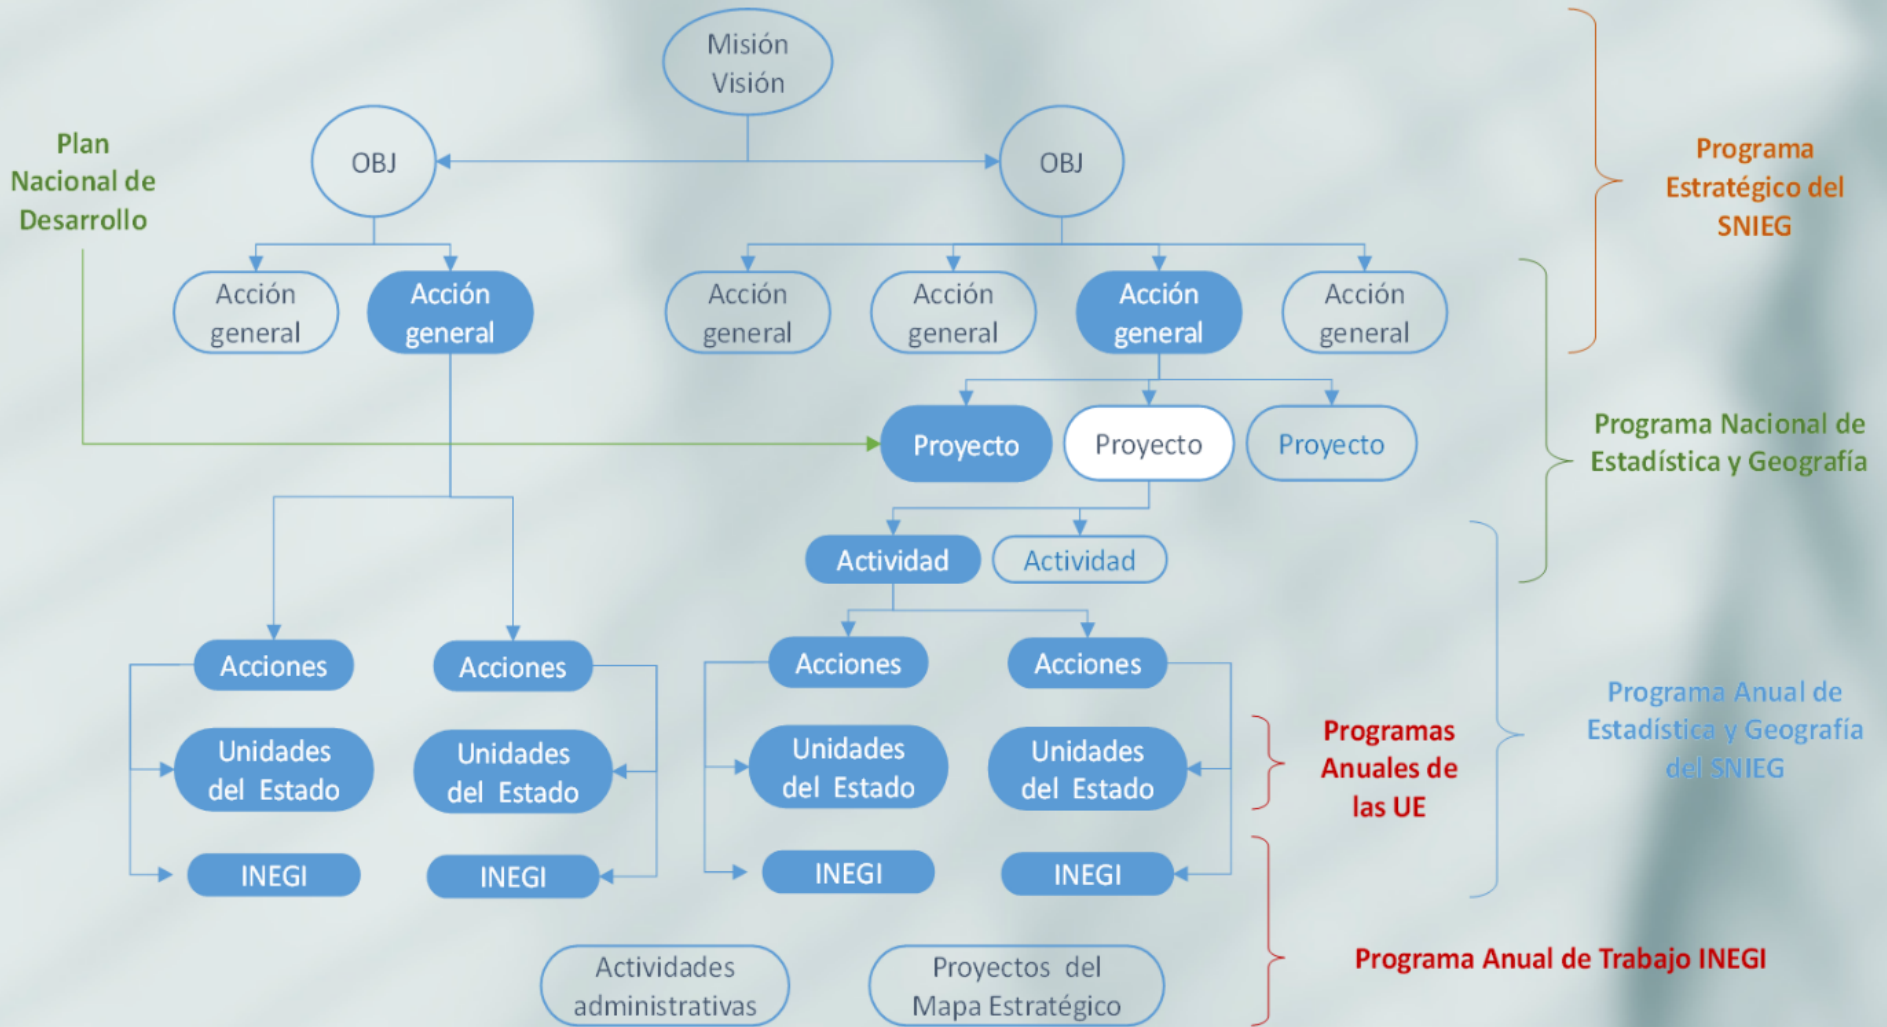 Misión
Visión
OBJ
OBJ
Plan
Nacional de
Desarrollo
Programa
Estratégico del
SNIEG
Acción
general
Acción
general
Acción
general
Acción
general
Acción
general
Acción
general
Proyecto
Proyecto
Proyecto
Programa Nacional de
Estadística y Geografía
Actividad
Actividad
Acciones
Acciones
Acciones
Acciones
Unidades
del Estado
Unidades
del Estado
Unidades
del Estado
Unidades
del Estado
Programas
Anuales de
las UE
Programa Anual de
Estadística y Geografía
del SNIEG
INEGI
INEGI
INEGI
INEGI
Actividades
administrativas
Proyectos del
Mapa Estratégico
Programa Anual de Trabajo INEGI